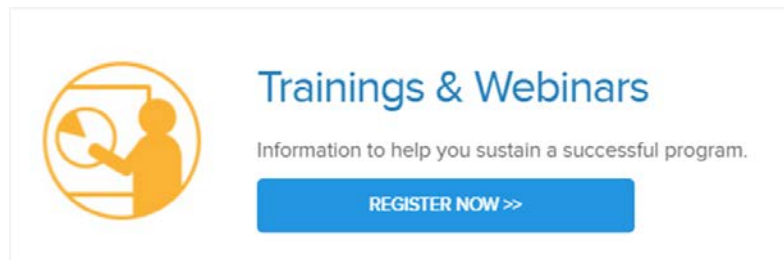 Trainings & Webinars
Information to help you sustain a successful program.
REGISTER NOW >>